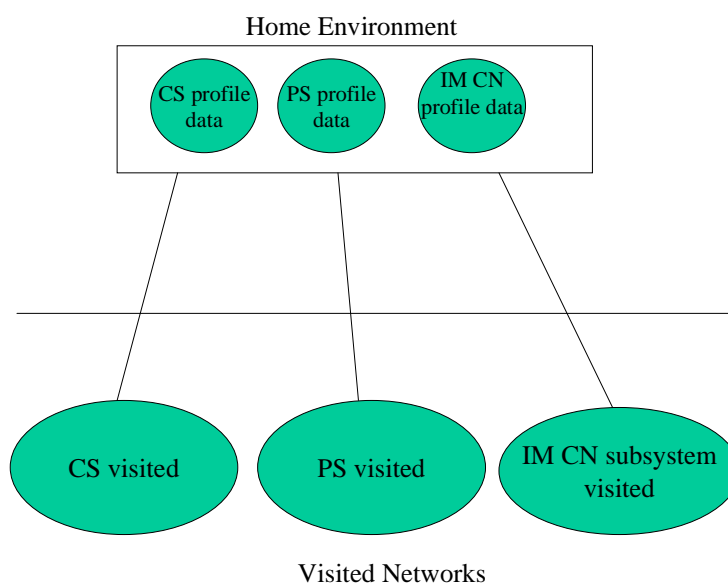 Home Environment
CS profile
data
PS profile
data
IM CN
profile data
CS visited
PS visited
IM CN subsystem
visited
Visited Networks